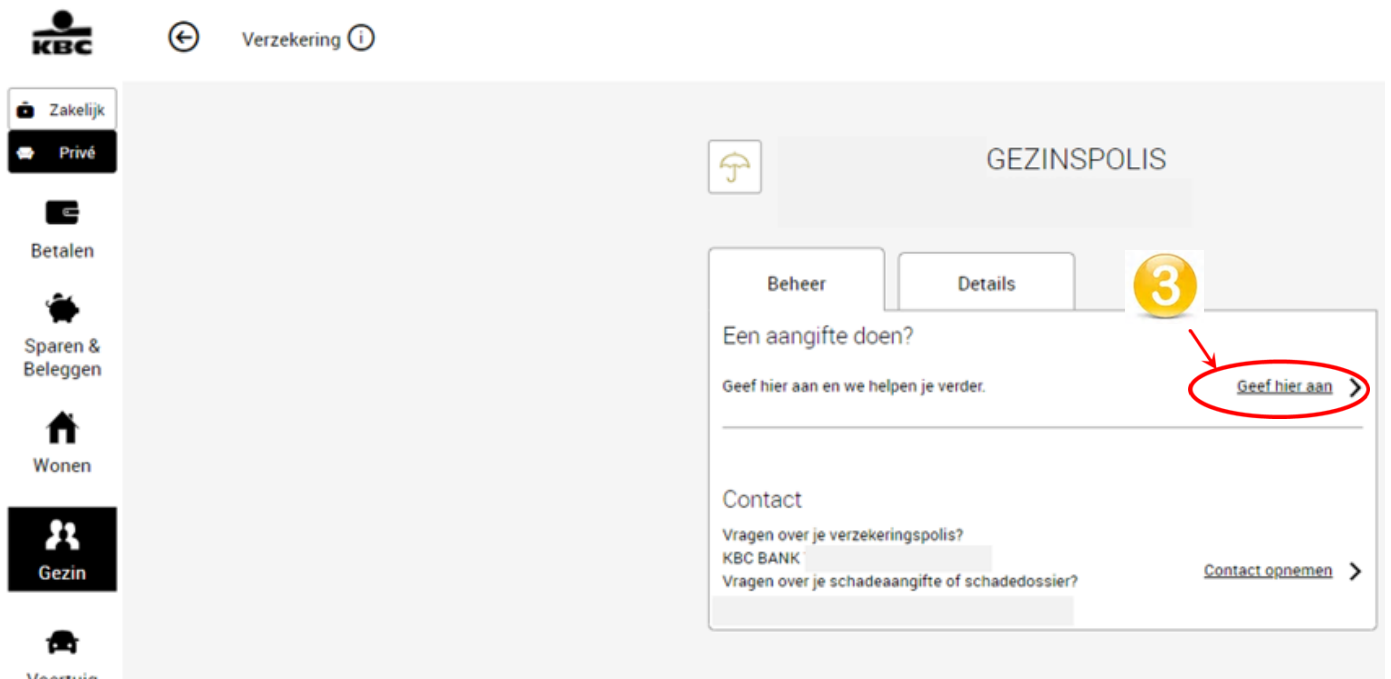 KBC
Verzekering
Zakelijk
Privé
Betalen
Sparen &
Beleggen
Wonen
Gezin
GEZINSPOLIS
Beheer
Details
3
Een aangifte doen?
Geef hier aan en we helpen je verder.
Geef hier aan
Contact
Vragen over je verzekeringspolis?
KBC BANK
Vragen over je schadeaangifte of schadedossier?
Contact opnemen